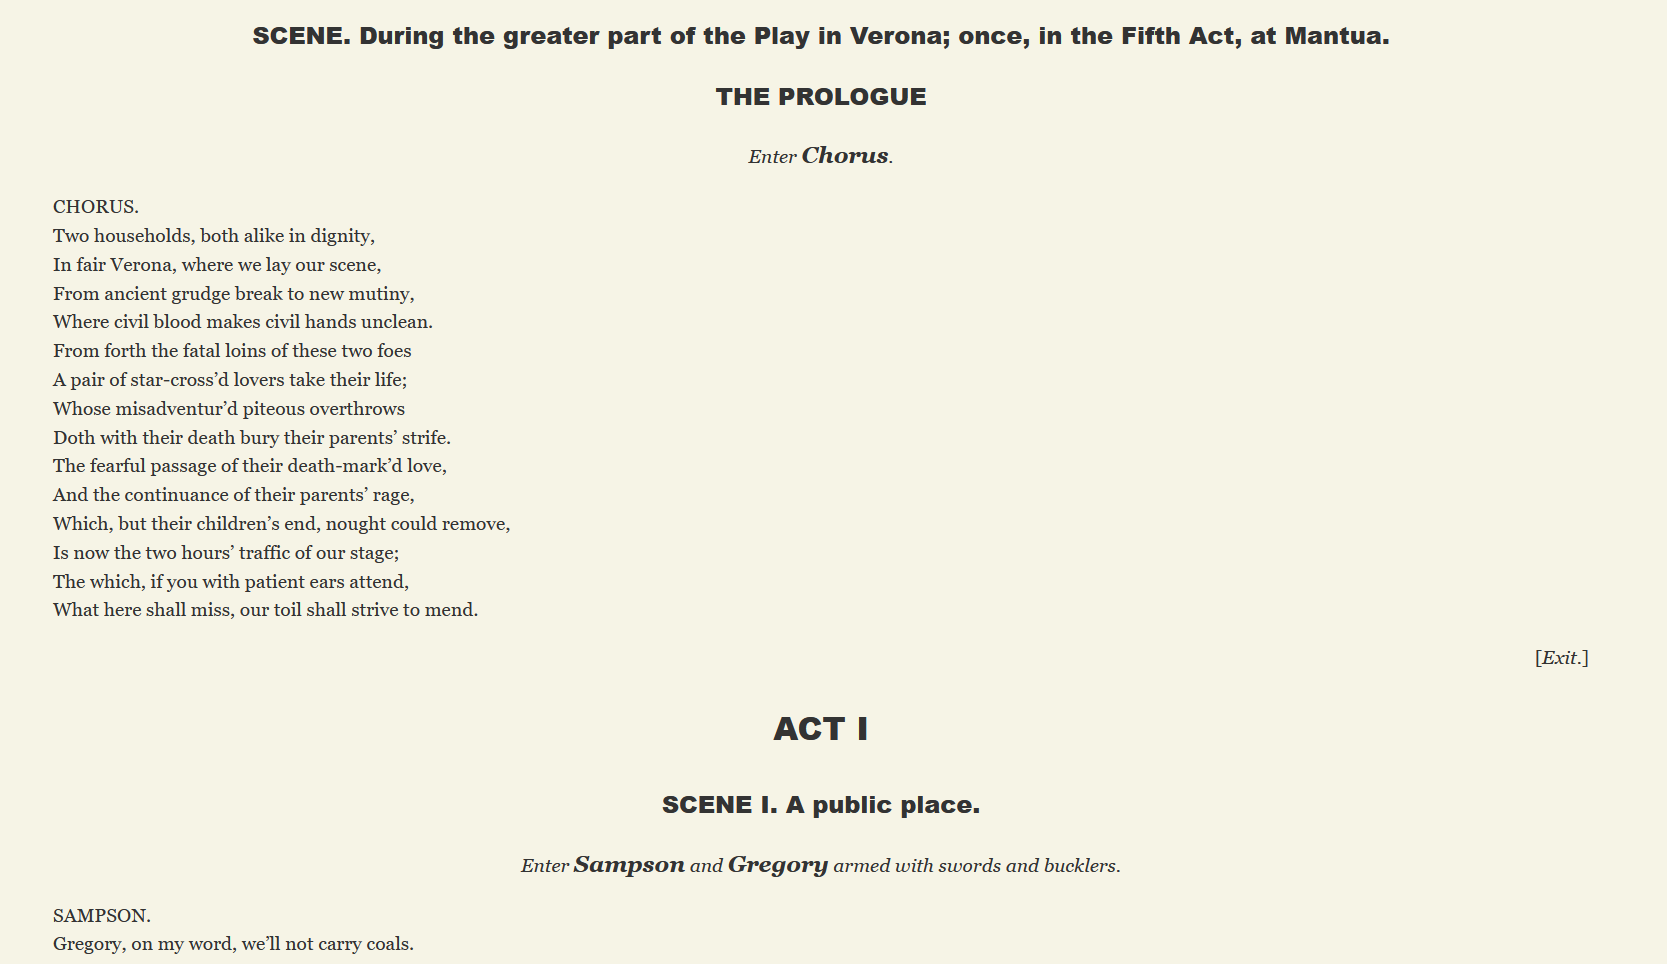 SCENE. During the greater part of the Play in Verona; once, in the Fifth Act, at Mantua.
THE PROLOGUE
Enter Chorus.
CHORUS.
Two households, both alike in dignity,
In fair Verona, where we lay our scene,
From ancient grudge break to new mutiny,
Where civil blood makes civil hands unclean.
From forth the fatal loins of these two foes
A pair of star-cross’d lovers take their life;
Whose misadventur’d piteous overthrows
Doth with their death bury their parents’ strife.
The fearful passage of their death-mark’d love,
And the continuance of their parents’ rage,
Which, but their children’s end, nought could remove,
Is now the two hours’ traffic of our stage;
The which, if you with patient ears attend,
What here shall miss, our toil shall strive to mend.
[Exit.]
ACT I
SCENE I. A public place.
Enter Sampson and Gregory armed with swords and bucklers.
SAMPSON.
Gregory, on my word, we’ll not carry coals.